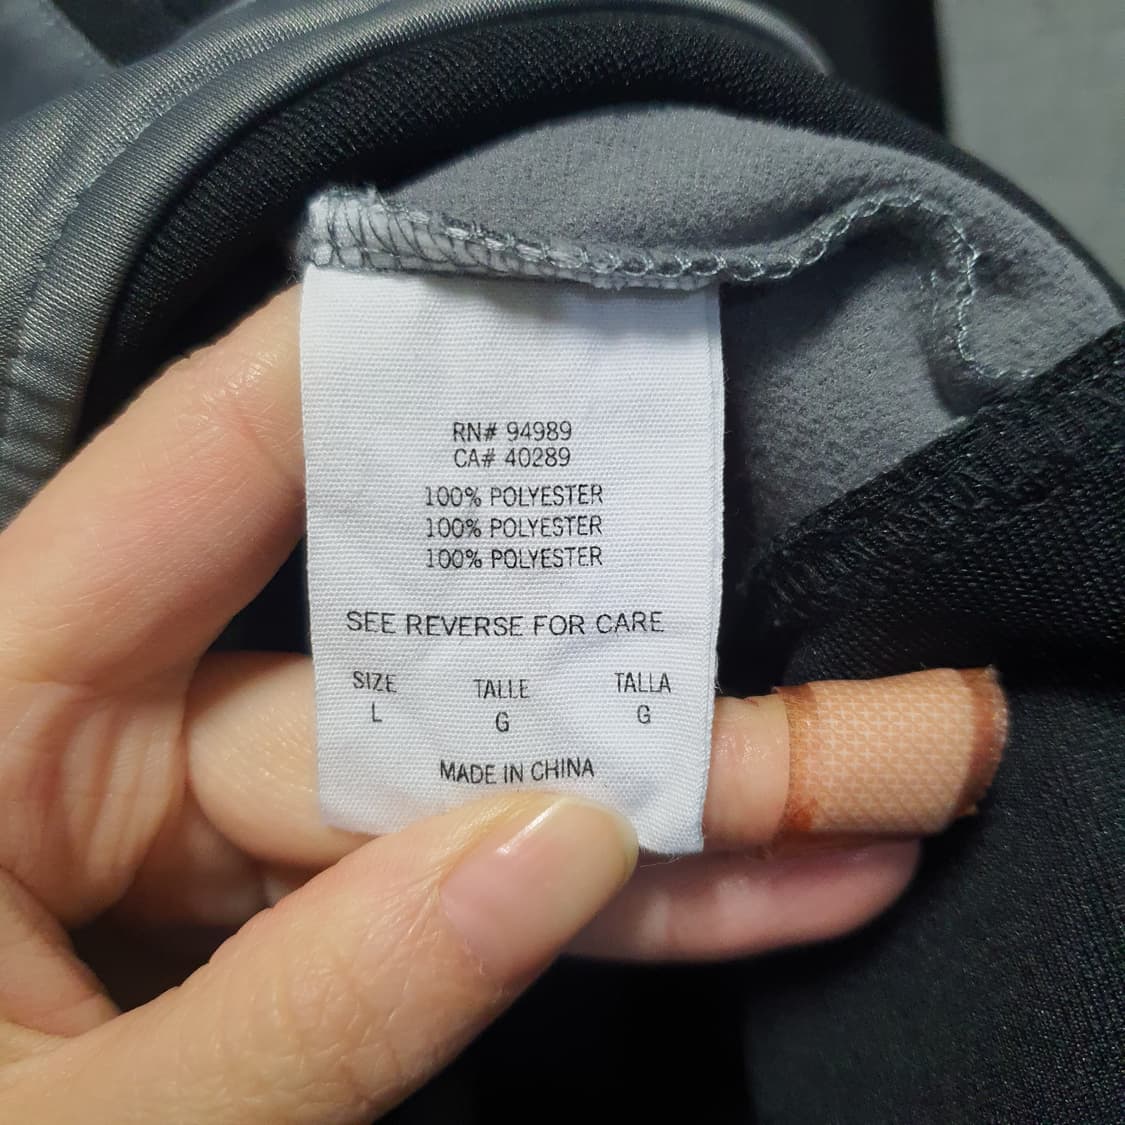 RN# 94989
CA# 40289
100% POLYESTER
100% POLYESTER
100% POLYESTER
SEE REVERSE FOR CARE
SIZE TALLE TALLA
L G G
MADE IN CHINA